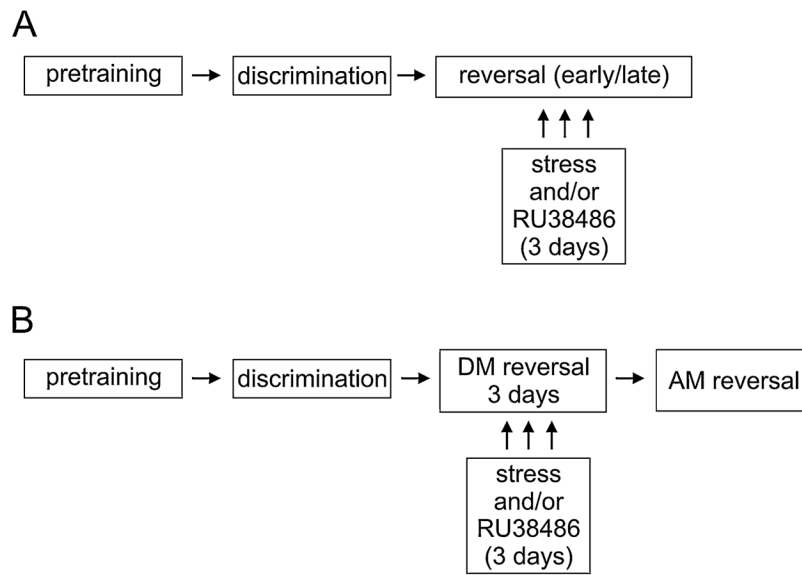 A
pretraining
discrimination
reversal (early/late)
stress
and/or
RU38486
(3 days)
B
pretraining
discrimination
DM reversal
3 days
AM reversal
stress
and/or
RU38486
(3 days)